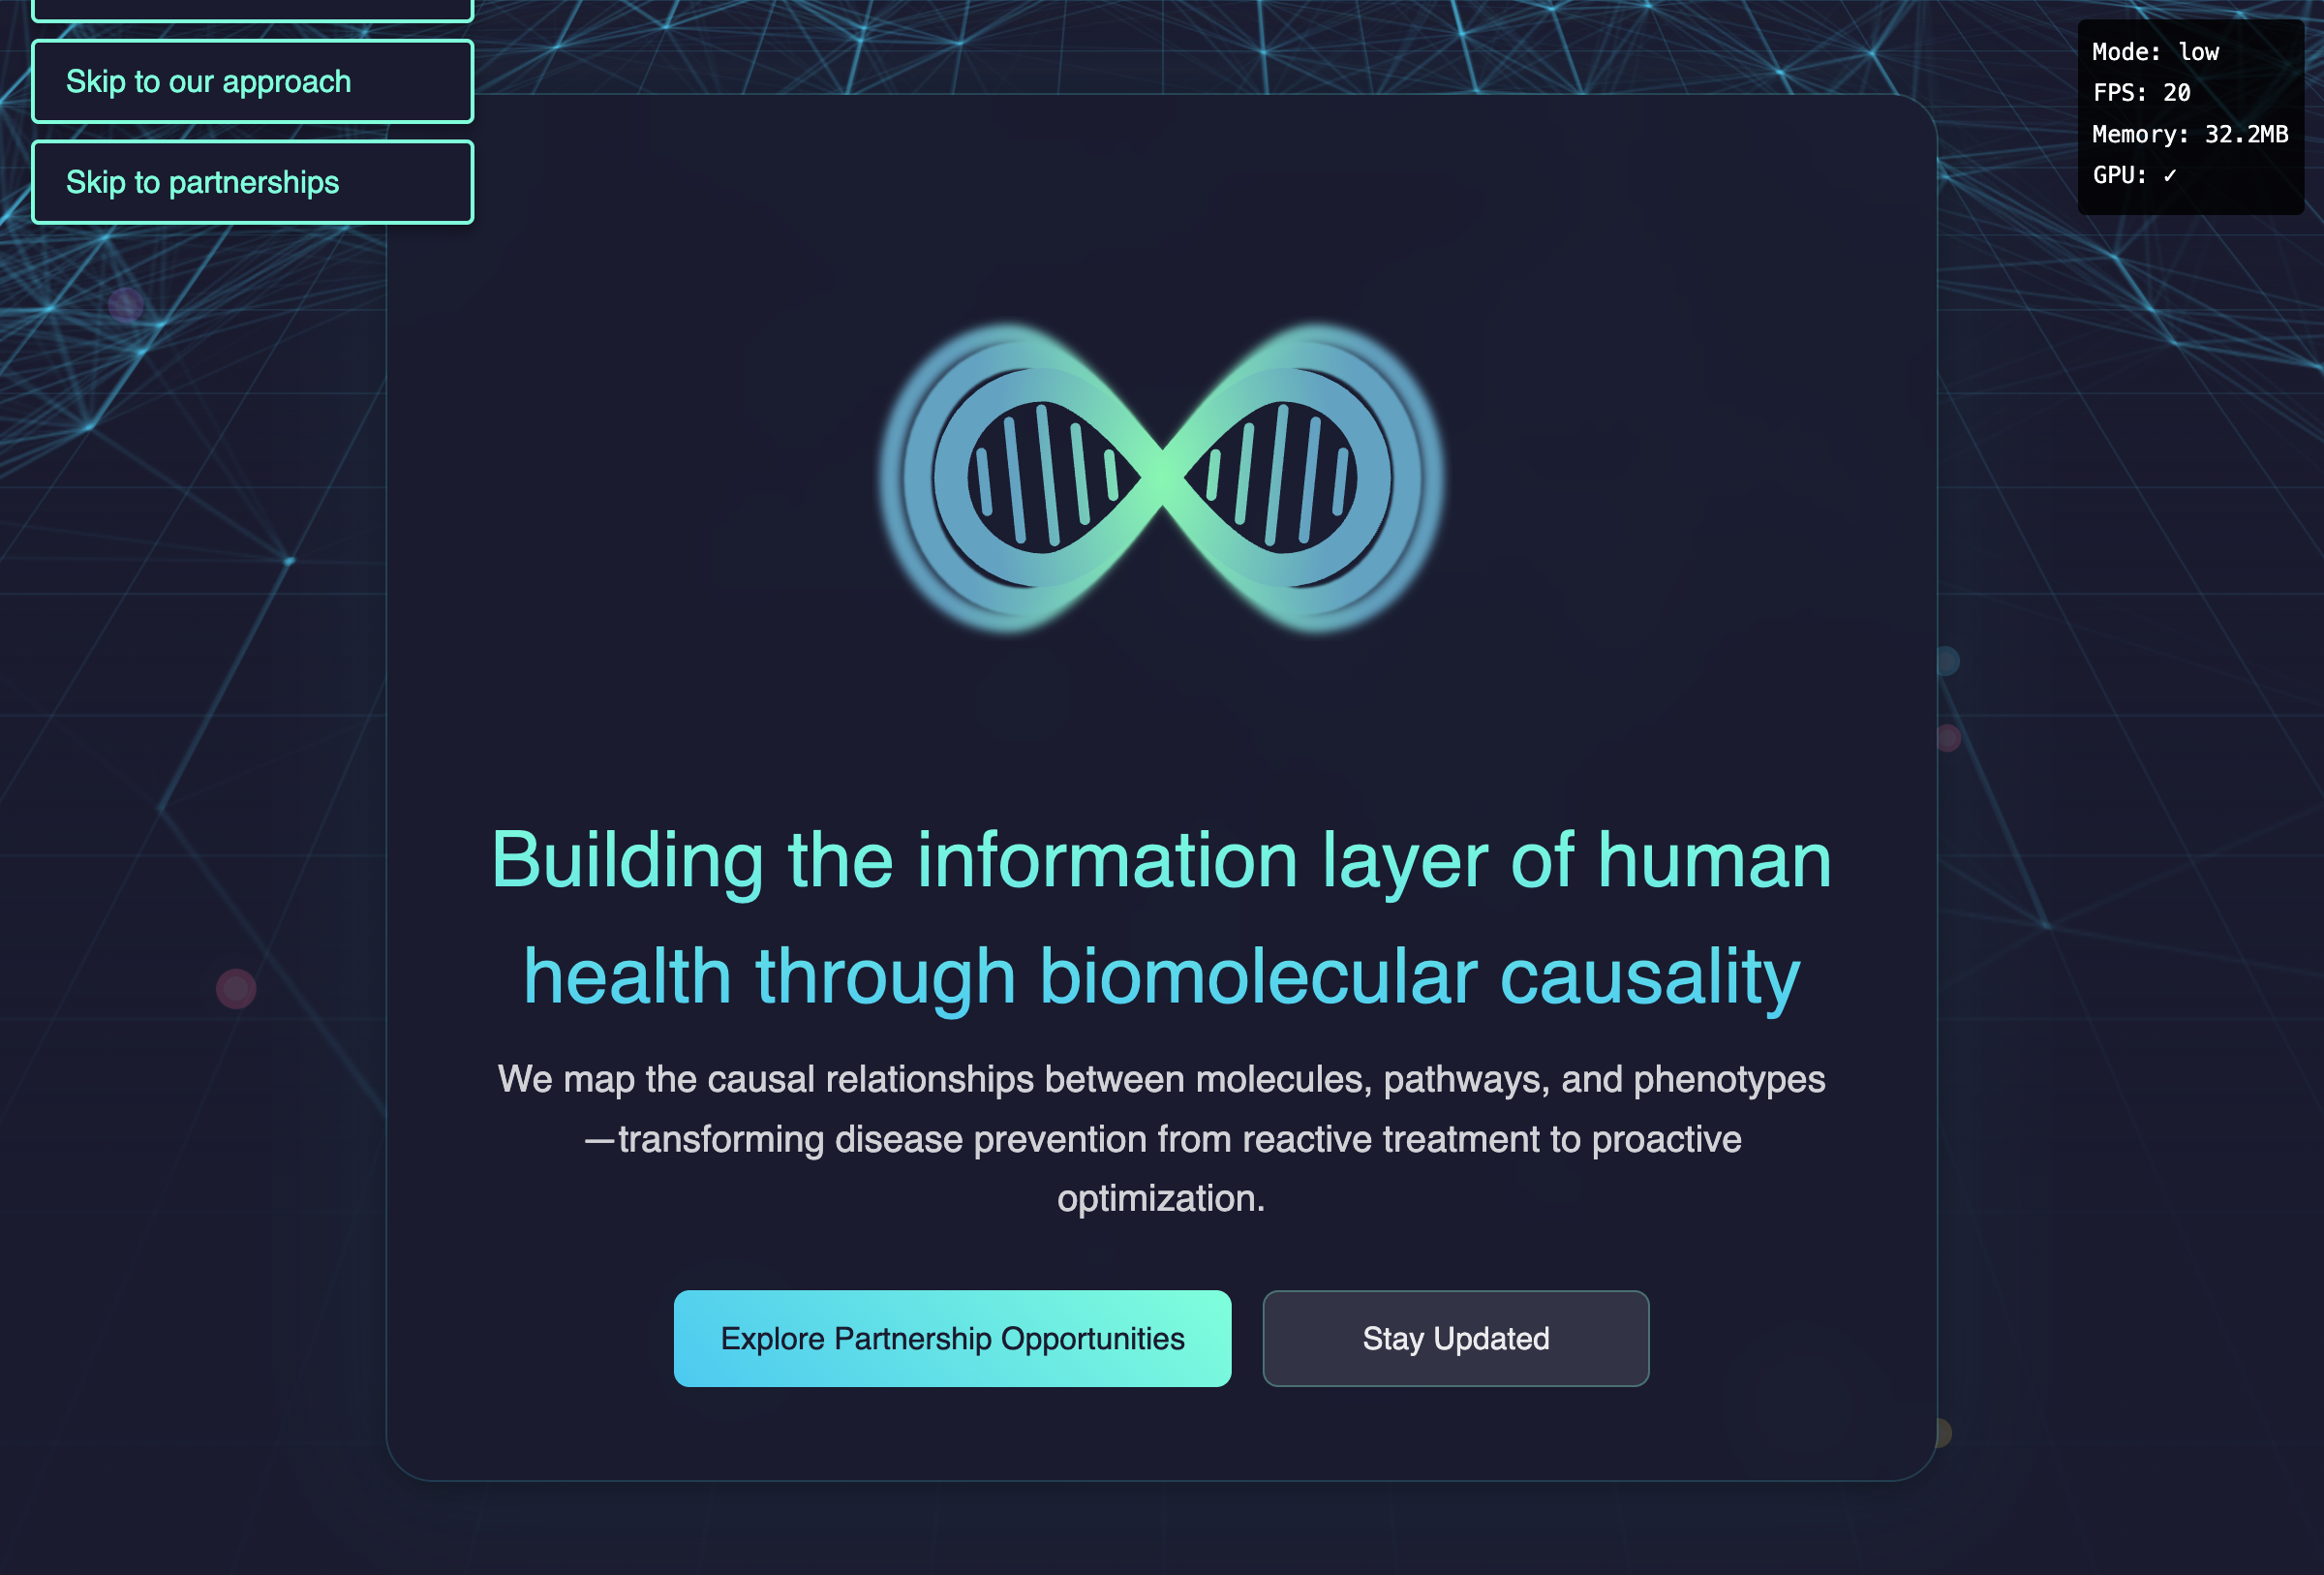 Skip to our approach
Skip to partnerships
Mode: low
FPS: 20
Memory: 32.2MB
GPU: ✓
Building the information layer of human
health through biomolecular causality
We map the causal relationships between molecules, pathways, and phenotypes
—transforming disease prevention from reactive treatment to proactive
optimization.
Explore Partnership Opportunities
Stay Updated